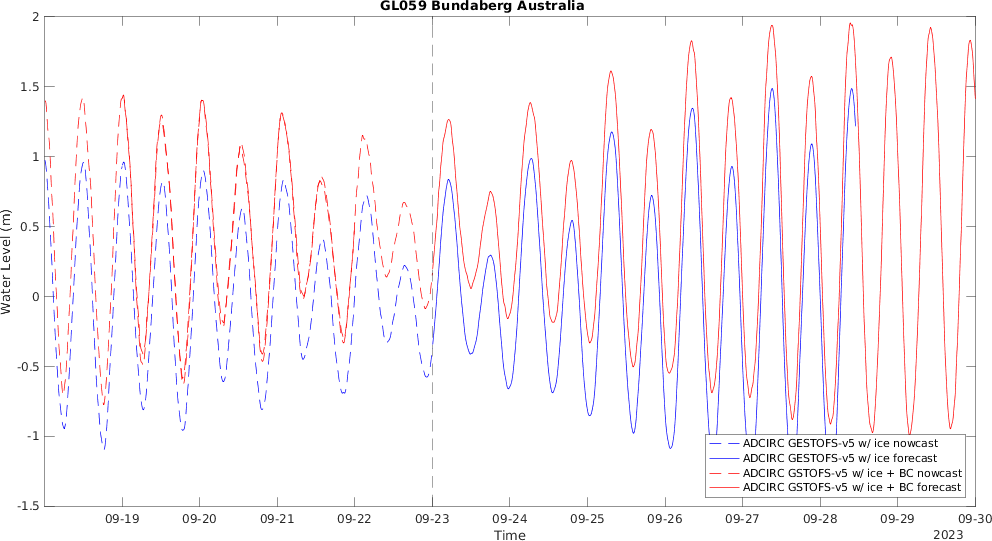 GL059 Bundaberg Australia
Water Level (m)
2
1.5
1
0.5
0
-0.5
-1
-1.5
ADCIRC GESTOFS-v5 w/ ice nowcast
ADCIRC GESTOFS-v5 w/ ice forecast
ADCIRC GSTOFS-v5 w/ ice + BC nowcast
ADCIRC GSTOFS-v5 w/ ice + BC forecast
09-19 09-20 09-21 09-22 09-23 09-24 09-25 09-26 09-27 09-28 09-29 09-30
Time
2023